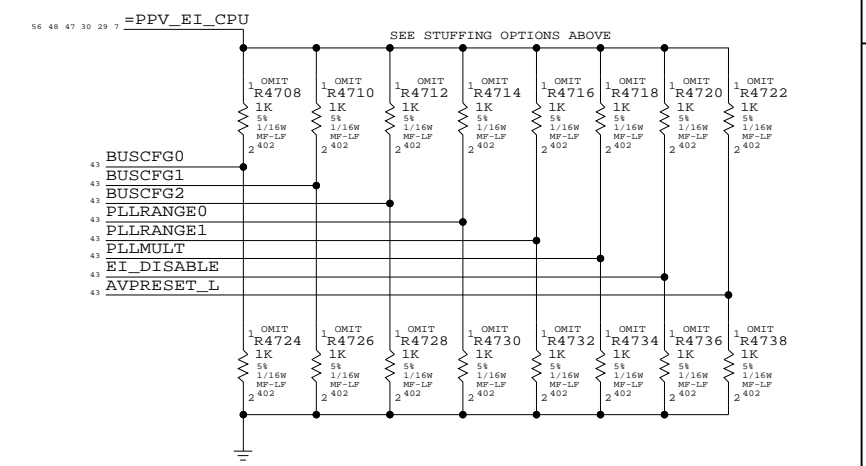 56 48 47 30 29 7 =PPV_EI_CPU
SEE STUFFING OPTIONS ABOVE
1 OMIT 1 OMIT 1 OMIT 1 OMIT 1 OMIT 1 OMIT 1 OMIT 1 OMIT
R4708 R4710 R4712 R4714 R4716 R4718 R4720 R4722
1K 1K 1K 1K 1K 1K 1K 1K
5% 5% 5% 5% 5% 5% 5% 5%
1/16W 1/16W 1/16W 1/16W 1/16W 1/16W 1/16W 1/16W
MF-LF MF-LF MF-LF MF-LF MF-LF MF-LF MF-LF MF-LF
2 402 2 402 2 402 2 402 2 402 2 402 2 402 2 402
43 BUSCFG0
43 BUSCFG1
43 BUSCFG2
43 PLLRANGE0
43 PLLRANGE1
43 PLLMULT
43 EI_DISABLE
43 AVPRESET_L
1 OMIT 1 OMIT 1 OMIT 1 OMIT 1 OMIT 1 OMIT 1 OMIT 1 OMIT
R4724 R4726 R4728 R4730 R4732 R4734 R4736 R4738
1K 1K 1K 1K 1K 1K 1K 1K
5% 5% 5% 5% 5% 5% 5% 5%
1/16W 1/16W 1/16W 1/16W 1/16W 1/16W 1/16W 1/16W
MF-LF MF-LF MF-LF MF-LF MF-LF MF-LF MF-LF MF-LF
2 402 2 402 2 402 2 402 2 402 2 402 2 402 2 402